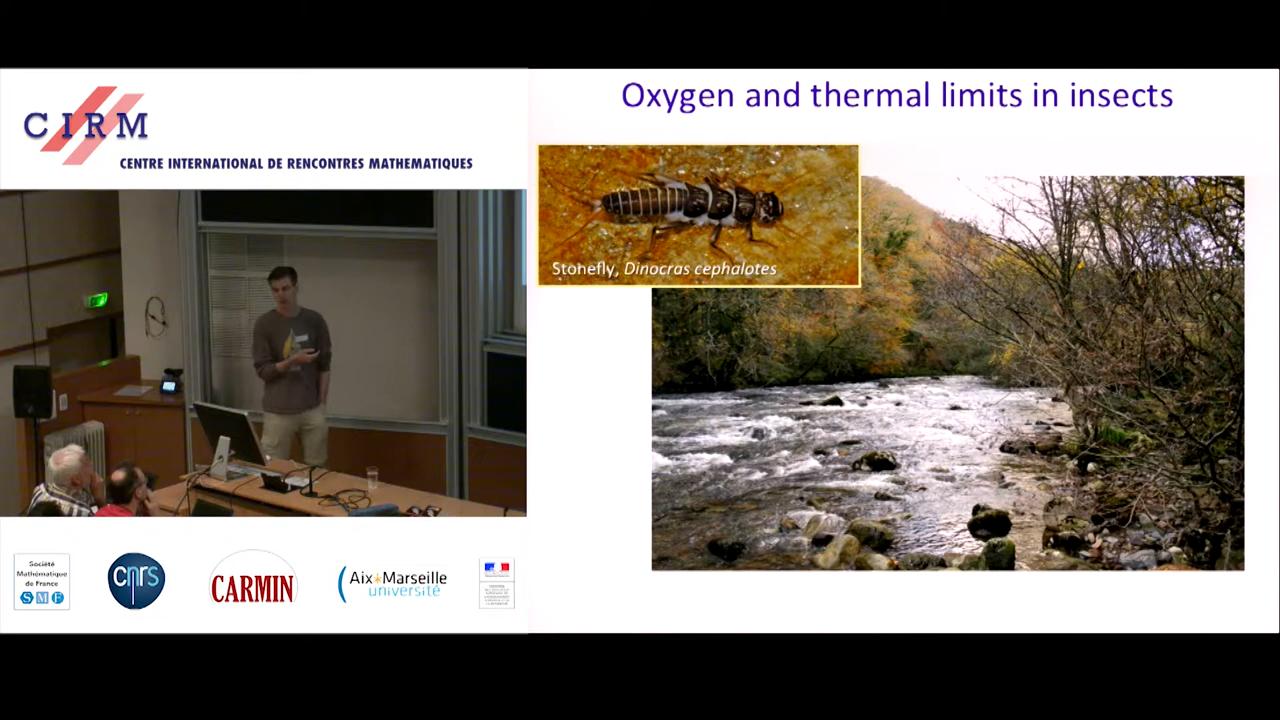 CIRM
CENTRE INTERNATIONAL DE RENCONTRES MATHEMATIQUES
Oxygen and thermal limits in insects
Stonefly, Dinocras cephalotes
Société
Mathématique
de France
SMF
cnrs
CARMIN
Aix*Marseille
université